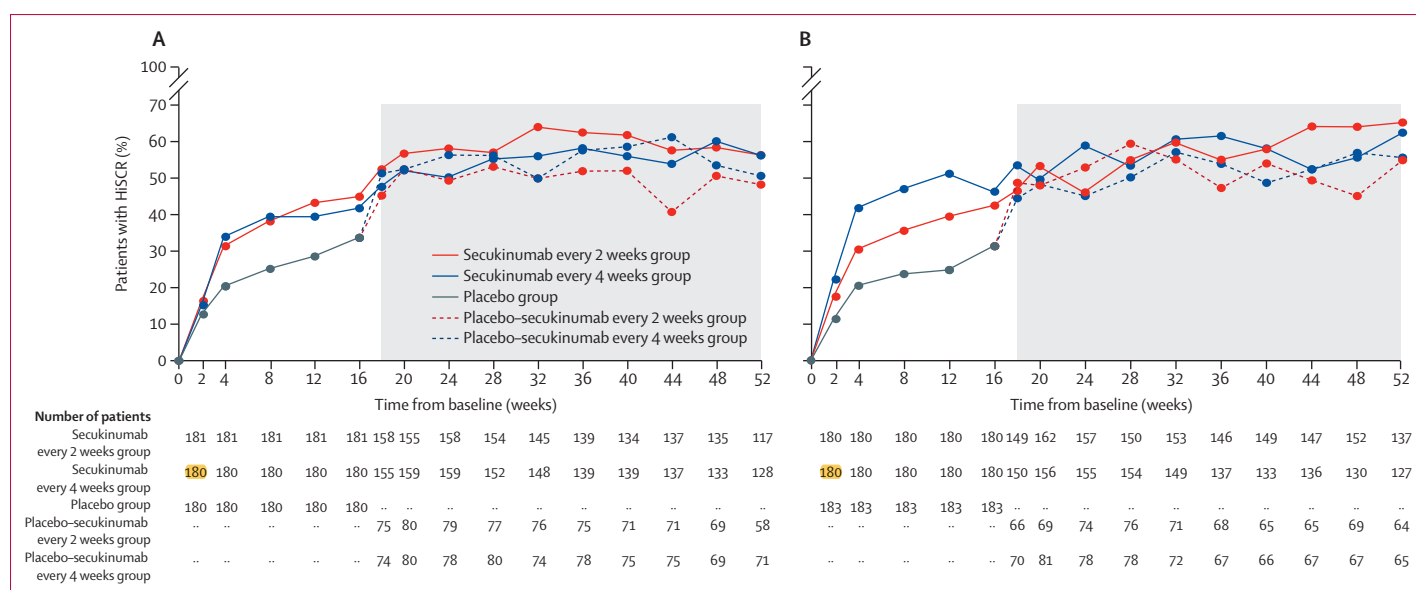 A
B
Patients with HiSCR (%)
100
70
60
50
40
30
20
10
0
Secukinumab every 2 weeks group
Secukinumab every 4 weeks group
Placebo group
Placebo–secukinumab every 2 weeks group
Placebo–secukinumab every 4 weeks group
0 2 4 8 12 16 20 24 28 32 36 40 44 48 52
0 2 4 8 12 16 20 24 28 32 36 40 44 48 52
Time from baseline (weeks)
Time from baseline (weeks)
Number of patients
Secukinumab
every 2 weeks group
181 181 181 181 181 158 155 158 154 145 139 134 137 135 117
180 180 180 180 180 149 162 157 150 153 146 149 147 152 137
Secukinumab
every 4 weeks group
180 180 180 180 180 155 159 159 152 148 139 139 137 133 128
180 180 180 180 180 150 156 155 154 149 137 133 136 130 127
Placebo group
180 180 180 180 180 .. .. .. .. .. .. .. .. .. ..
183 183 183 183 183 .. .. .. .. .. .. .. .. .. ..
Placebo–secukinumab
every 2 weeks group
.. .. .. .. .. 75 80 79 77 76 75 71 71 69 58
.. .. .. .. .. 66 69 74 76 71 68 65 65 69 64
Placebo–secukinumab
every 4 weeks group
.. .. .. .. .. 74 80 78 80 74 78 75 75 69 71
.. .. .. .. .. 70 81 78 78 72 67 66 67 67 65